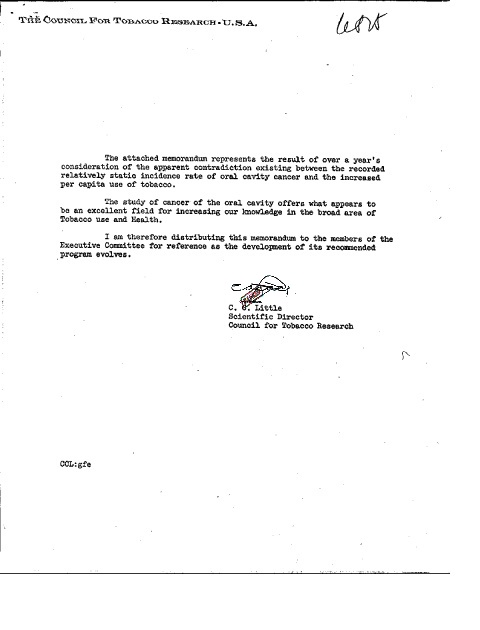 THE COUNCIL FOR TOBACCO RESEARCH - U.S.A.
The attached memorandum represents the result of over a year's
consideration of the apparent contradiction existing between the recorded
relatively static incidence rate of oral cavity cancer and the increased
per capita use of tobacco.
The study of cancer of the oral cavity offers what appears to
be an excellent field for increasing our knowledge in the broad area of
Tobacco use and Health.
I am therefore distributing this memorandum to the members of the
Executive Committee for reference as the development of its recommended
program evolves.
C. C. Little
Scientific Director
Council for Tobacco Research
CCL:gfe